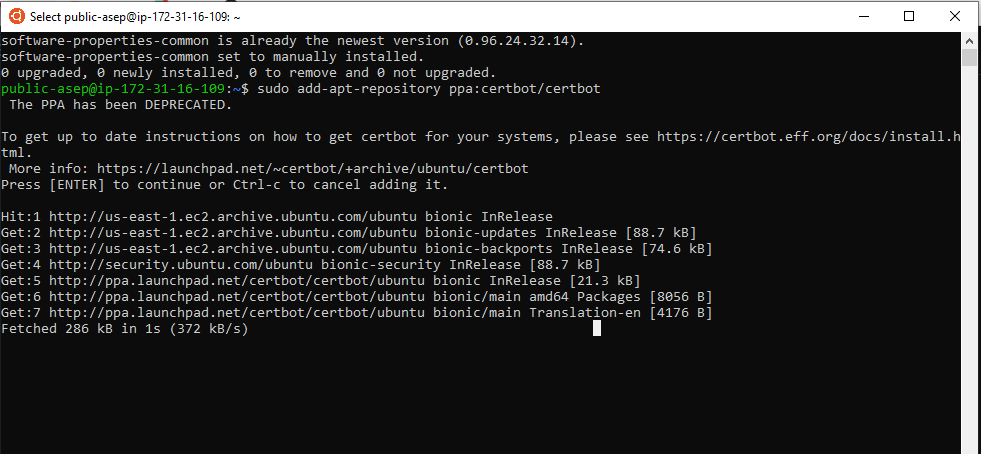 Select public-asep@ip-172-31-16-109: ~
software-properties-common is already the newest version (0.96.24.32.14).
software-properties-common set to manually installed.
0 upgraded, 0 newly installed, 0 to remove and 0 not upgraded.
public-asep@ip-172-31-16-109:~$ sudo add-apt-repository ppa:certbot/certbot
 The PPA has been DEPRECATED.

To get up to date instructions on how to get certbot for your systems, please see https://certbot.eff.org/docs/install.h
tml.
 More info: https://launchpad.net/~certbot/+archive/ubuntu/certbot
Press [ENTER] to continue or Ctrl-c to cancel adding it.

Hit:1 http://us-east-1.ec2.archive.ubuntu.com/ubuntu bionic InRelease
Get:2 http://us-east-1.ec2.archive.ubuntu.com/ubuntu bionic-updates InRelease [88.7 kB]
Get:3 http://us-east-1.ec2.archive.ubuntu.com/ubuntu bionic-backports InRelease [74.6 kB]
Get:4 http://security.ubuntu.com/ubuntu bionic-security InRelease [88.7 kB]
Get:5 http://ppa.launchpad.net/certbot/certbot/ubuntu bionic InRelease [21.3 kB]
Get:6 http://ppa.launchpad.net/certbot/certbot/ubuntu bionic/main amd64 Packages [8056 B]
Get:7 http://ppa.launchpad.net/certbot/certbot/ubuntu bionic/main Translation-en [4176 B]
Fetched 286 kB in 1s (372 kB/s)